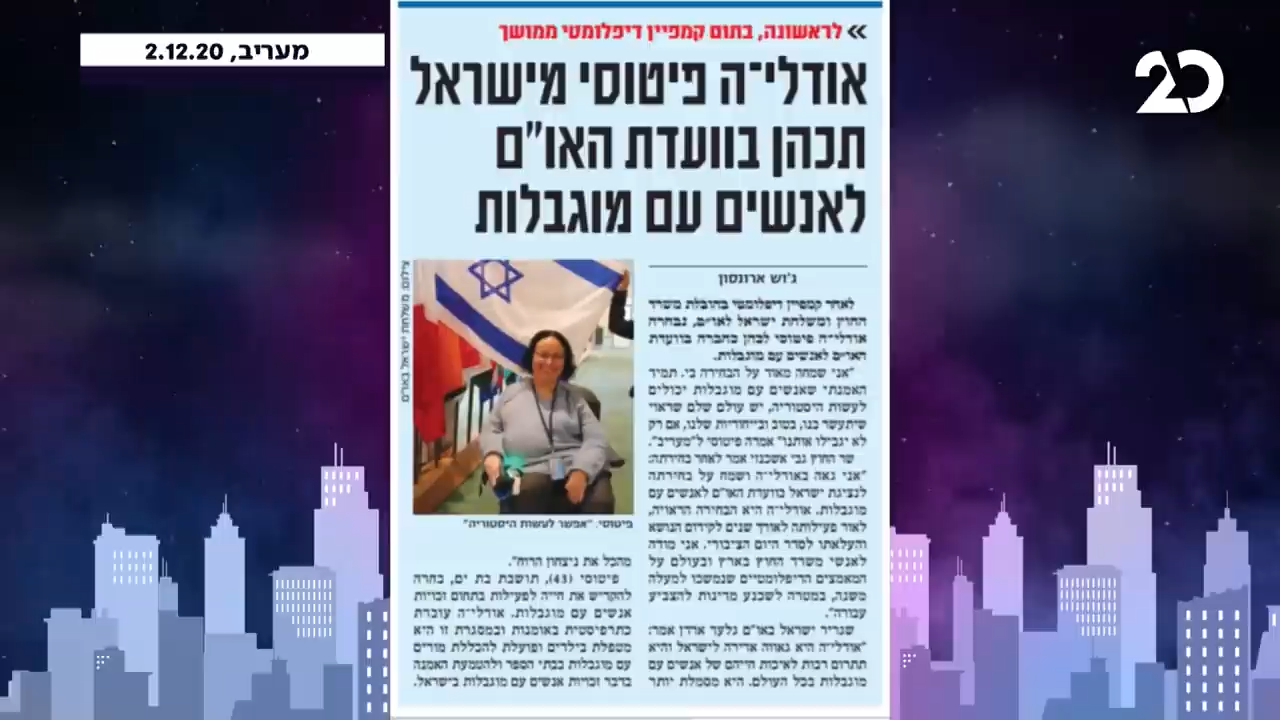 מעריב, 2.12.20
20
לראשונה, בתום קמפיין דיפלומטי ממושך
אודלי־ה פיטוסי מישראל
תכהן בוועדת האו"ם
לאנשים עם מוגבלות
ג'וש ארונסון
לאחר קמפיין דיפלומטי בהובלת משרד
החוץ ומשלחת ישראל לאו"ם, נבחרה
אודלי־ה פיטוסי לכהן כחברה בוועדת
האו"ם לאנשים עם מוגבלות.
"אני שמחה מאוד על הבחירה בי. תמיד
האמנתי שאנשים עם מוגבלות יכולים
לעשות היסטוריה, יש עולם שלם שראוי
שיתעשר בנו, בטוב ובייחודיות שלנו, אם רק
לא יגבילו אותנו" אמרה פיטוסי ל"מעריב".
שר החוץ גבי אשכנזי אמר לאחר בחירתה:
"אני גאה באודלי־ה ושמח על בחירתה
לנציגת ישראל בוועדת האו"ם לאנשים עם
מוגבלות. אודלי־ה היא הבחירה הראויה,
לאור פעילותה לאורך שנים לקידום הנושא
והעלאתו לסדר היום הציבורי. אני מודה
לאנשי משרד החוץ בארץ ובעולם על
המאמצים הדיפלומטיים שנמשכו למעלה
משנה, במטרה לשכנע מדינות להצביע
עבורה".
שגריר ישראל באו"ם גלעד ארדן אמר:
"אודלי־ה היא גאווה אדירה לישראל והיא
תתרום רבות לאיכות חייהם של אנשים עם
מוגבלות בכל העולם. היא מסמלת יותר
צילום: משלחת ישראל באו"ם
פיטוסי: "אפשר לעשות היסטוריה"
מהכל את ניצחון הרוח".
פיטוסי (43), תושבת בת ים, בחרה
להקדיש את חייה לפעילות בתחום זכויות
אנשים עם מוגבלות. אודלי־ה עובדת
כתרפיסטית באומנות ובמסגרת זו היא
מטפלת בילדים ופועלת להכללת מורים
עם מוגבלות בבתי הספר ולהטמעת האמנה
בדבר זכויות אנשים עם מוגבלות בישראל.